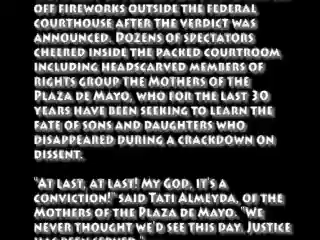 off fireworks outside the federal
courthouse after the verdict was
announced. Dozens of spectators
cheered inside the packed courtroom
including headscarved members of
rights group the Mothers of the
Plaza de Mayo, who for the last 30
years have been seeking to learn the
fate of sons and daughters who
disappeared during a crackdown on
dissent.
"At last, at last! My God, it's a
conviction!" said Tati Almeyda, of the
Mothers of the Plaza de Mayo. "We
never thought we'd see this day. Justice
has been served."